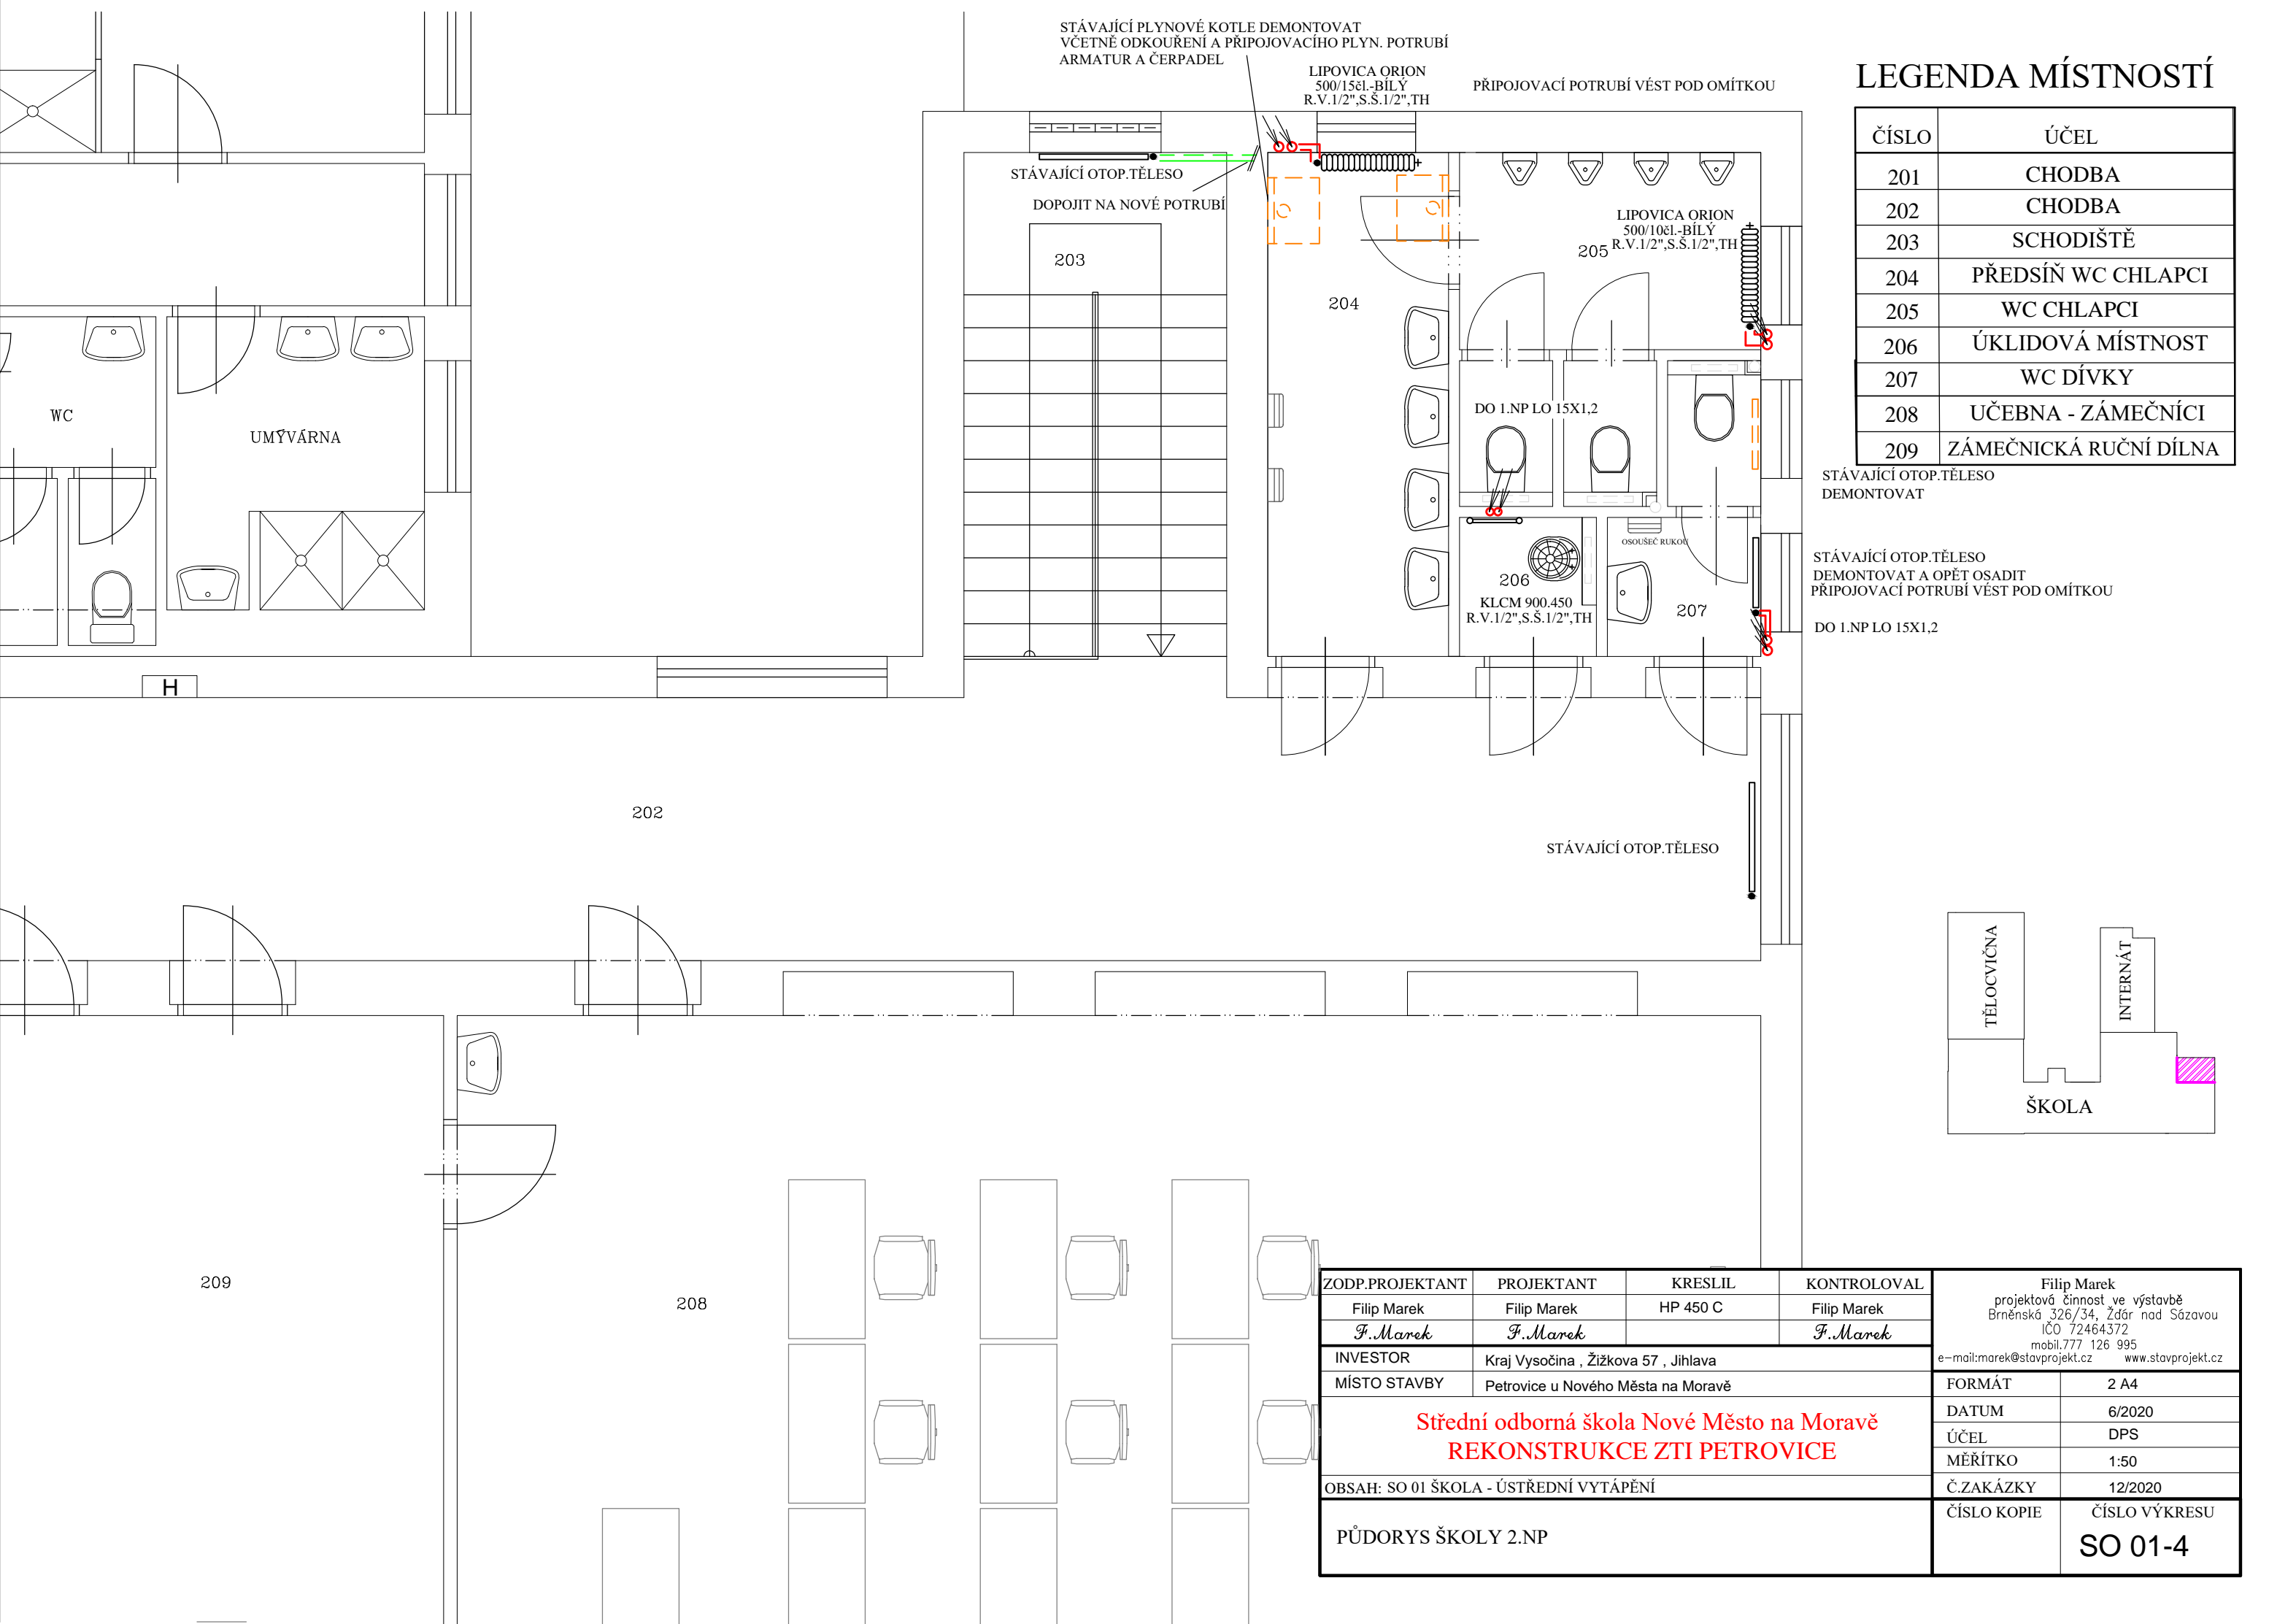 STÁVAJÍCÍ PLYNOVÉ KOTLE DEMONTOVAT
VČETNĚ ODKOUŘENÍ A PŘIPOJOVACÍHO PLYN. POTRUBÍ
ARMATUR A ČERPADEL
LIPOVICA ORION
500/15čl.-BÍLÝ
R.V.1/2",S.Š.1/2",TH
PŘIPOJOVACÍ POTRUBÍ VÉST POD OMÍTKOU
STÁVAJÍCÍ OTOP.TĚLESO
DOPOJIT NA NOVÉ POTRUBÍ
203
204
LIPOVICA ORION
500/10čl.-BÍLÝ
R.V.1/2",S.Š.1/2",TH
205
DO 1.NP LO 15X1,2
OSOUŠEČ RUKOU
206
KLCM 900.450
R.V.1/2",S.Š.1/2",TH
207
WC
UMÝVÁRNA
H
202
STÁVAJÍCÍ OTOP.TĚLESO
209
208
LEGENDA MÍSTNOSTÍ
ČÍSLO ÚČEL
201 CHODBA
202 CHODBA
203 SCHODIŠTĚ
204 PŘEDSÍŇ WC CHLAPCI
205 WC CHLAPCI
206 ÚKLIDOVÁ MÍSTNOST
207 WC DÍVKY
208 UČEBNA - ZÁMEČNÍCI
209 ZÁMEČNICKÁ RUČNÍ DÍLNA
STÁVAJÍCÍ OTOP.TĚLESO
DEMONTOVAT
STÁVAJÍCÍ OTOP.TĚLESO
DEMONTOVAT A OPĚT OSADIT
PŘIPOJOVACÍ POTRUBÍ VÉST POD OMÍTKOU
DO 1.NP LO 15X1,2
TĚLOCVIČNA
INTERNÁT
ŠKOLA
ZODP.PROJEKTANT PROJEKTANT KRESLIL KONTROLOVAL
Filip Marek Filip Marek HP 450 C Filip Marek
F.Marek F.Marek F.Marek
INVESTOR Kraj Vysočina , Žižkova 57 , Jihlava
MÍSTO STAVBY Petrovice u Nového Města na Moravě
Střední odborná škola Nové Město na Moravě
REKONSTRUKCE ZTI PETROVICE
OBSAH: SO 01 ŠKOLA - ÚSTŘEDNÍ VYTÁPĚNÍ
PŮDORYS ŠKOLY 2.NP
Filip Marek
projektová činnost ve výstavbě
Brněnská 326/34, Žďár nad Sázavou
IČO 72464372
mobil.777 126 995
e-mail:marek@stavprojekt.cz www.stavprojekt.cz
FORMÁT 2 A4
DATUM 6/2020
ÚČEL DPS
MĚŘÍTKO 1:50
Č.ZAKÁZKY 12/2020
ČÍSLO KOPIE ČÍSLO VÝKRESU
SO 01-4